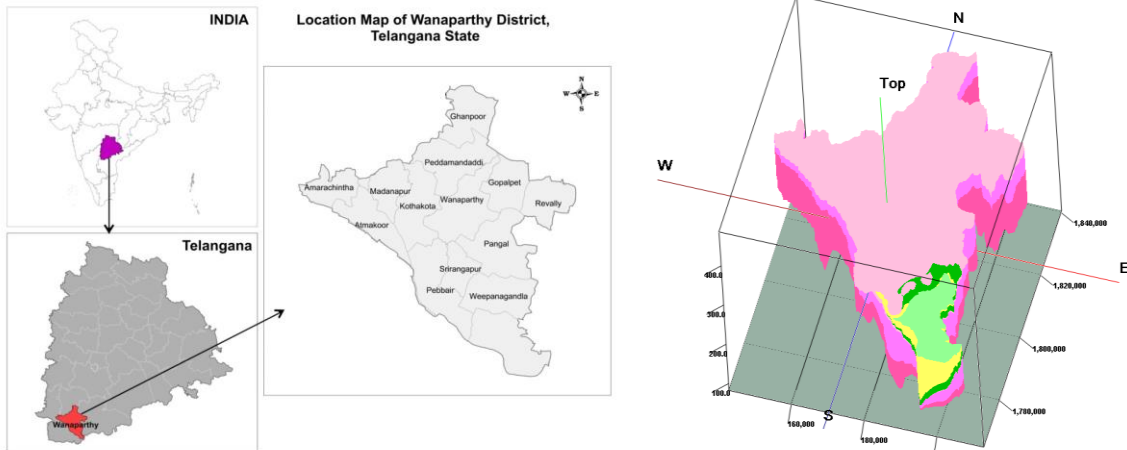 INDIA
Telangana
Wanaparthy
Location Map of Wanaparthy District,
Telangana State
N
W E
S
Ghanpoor
Peddamandaddi
Gopalpet
Amarachintha
Madanapur
Wanaparthy
Revally
Kothakota
Atmakoor
Pangal
Srirangapur
Pebbair
Weepanagandla
N
Top
W
E
S
400.0
300.0
200.0
100.0
160,000
180,000
1,780,000
1,800,000
1,820,000
1,840,000